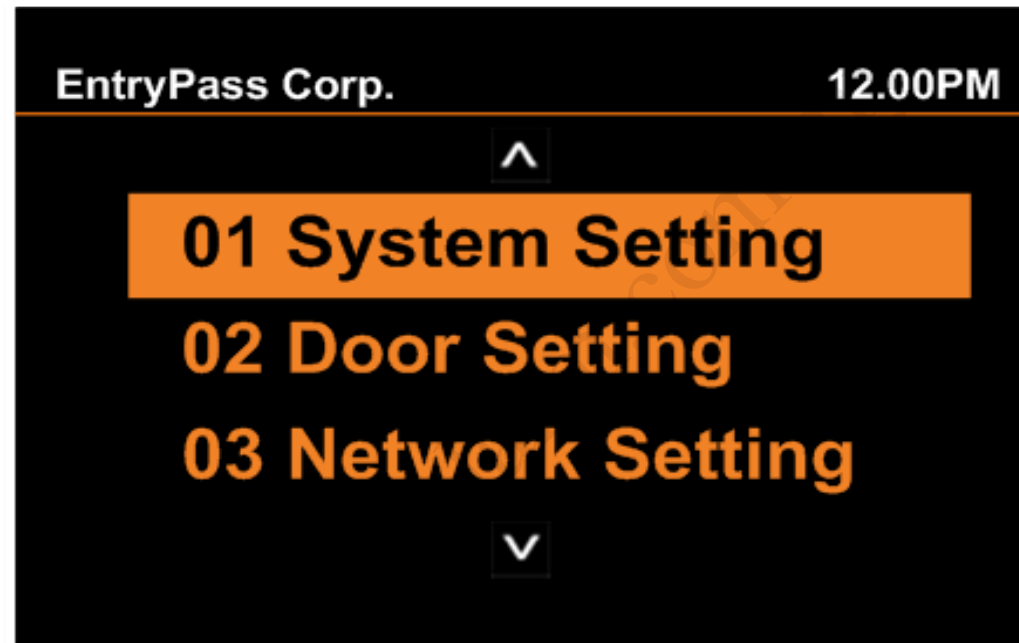 EntryPass Corp. 12.00PM
01 System Setting
02 Door Setting
03 Network Setting